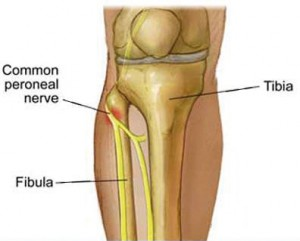 Common
peroneal
nerve
Tibia
Fibula